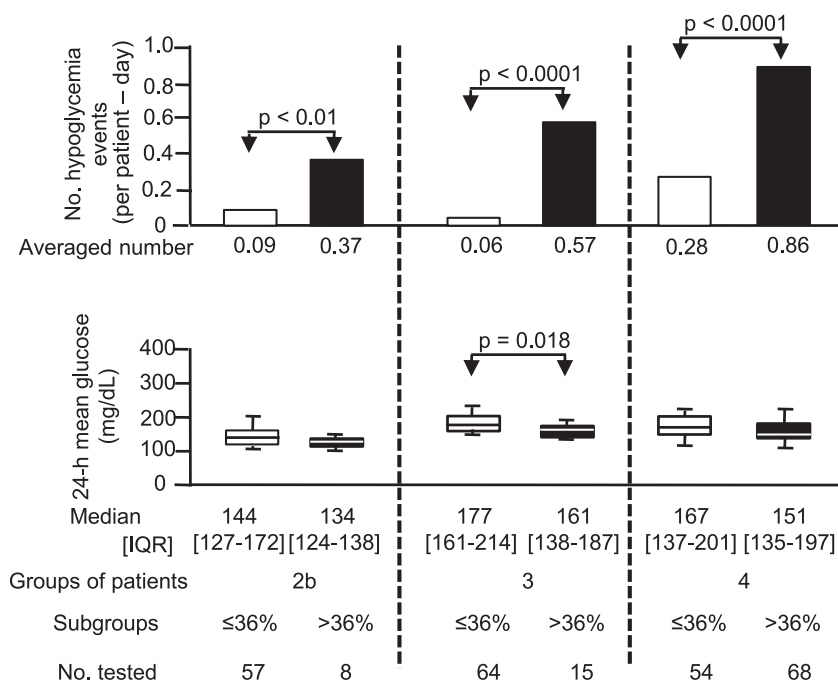 No. hypoglycemia
events
(per patient – day)
1.0
0.8
0.6
0.4
0.2
0
p < 0.01
p < 0.0001
p < 0.0001
Averaged number 0.09 0.37 0.06 0.57 0.28 0.86
24-h mean glucose
(mg/dL)
400
300
200
100
0
p = 0.018
Median 144 134 177 161 167 151
[IQR] [127-172] [124-138] [161-214] [138-187] [137-201] [135-197]
Groups of patients 2b 3 4
Subgroups ≤36% >36% ≤36% >36% ≤36% >36%
No. tested 57 8 64 15 54 68